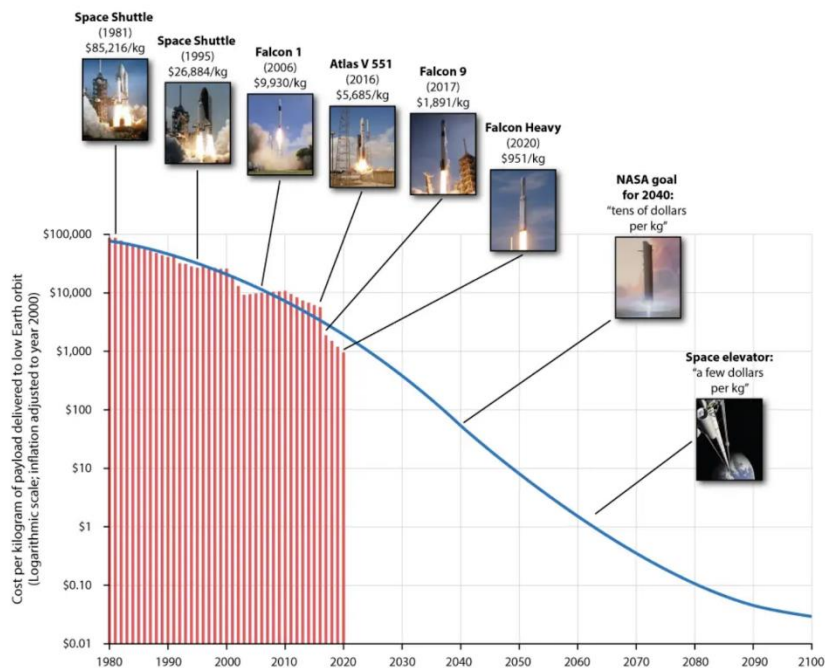 Space Shuttle
(1981)
$85,216/kg
Space Shuttle
(1995)
$26,884/kg
Falcon 1
(2006)
$9,930/kg
Atlas V 551
(2016)
$5,685/kg
Falcon 9
(2017)
$1,891/kg
Falcon Heavy
(2020)
$951/kg
NASA goal
for 2040:
"tens of dollars
per kg"
Space elevator:
"a few dollars
per kg"
Cost per kilogram of payload delivered to low Earth orbit
(Logarithmic scale; inflation adjusted to year 2000)
$100,000
$10,000
$1,000
$100
$10
$1
$0.10
$0.01
1980
1990
2000
2010
2020
2030
2040
2050
2060
2070
2080
2090
2100